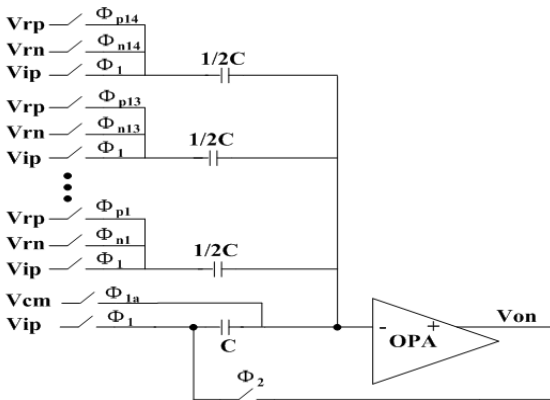 Vrp Φp14
Vrn Φn14
Vip Φ1
1/2C
Vrp Φp13
Vrn Φn13
Vip Φ1
1/2C
Vrp Φp1
Vrn Φn1
Vip Φ1
1/2C
Vcm Φ1a
Vip Φ1
C
- +
OPA
Von
Φ2